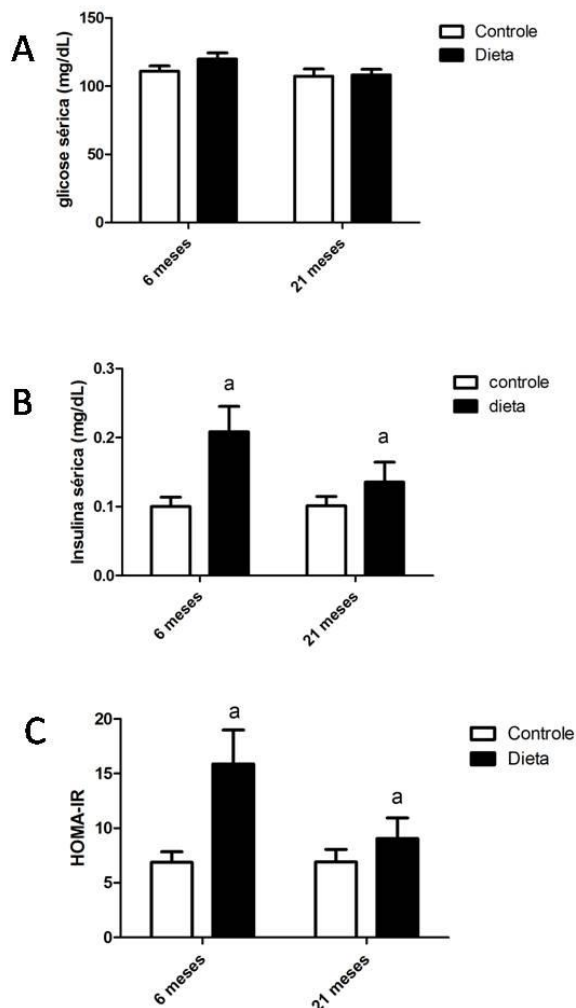 A
glicose sérica (mg/dL)
150
100
50
0
6 meses
21 meses
Controle
Dieta
B
Insulina sérica (mg/dL)
0.3
0.2
0.1
0.0
a
a
6 meses
21 meses
controle
dieta
C
HOMA-IR
20
15
10
5
0
a
a
6 meses
21 meses
Controle
Dieta